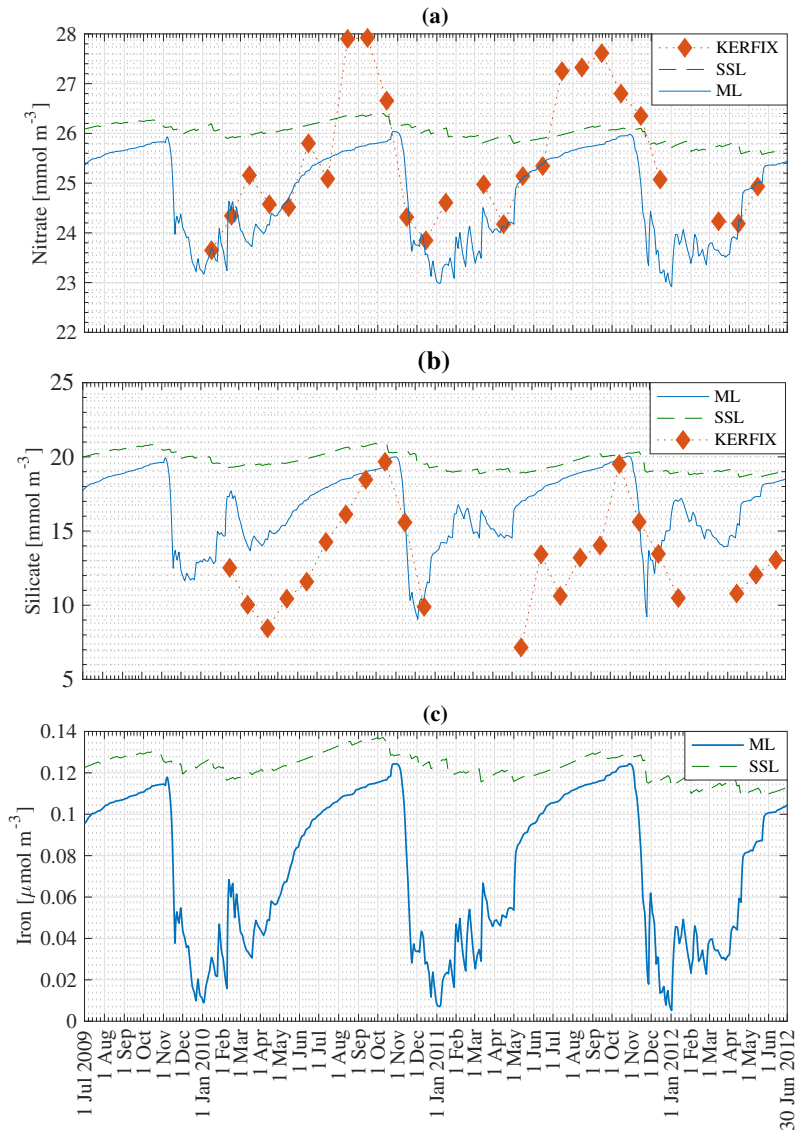 (a)
28
27
26
25
24
23
22
Nitrate [mmol m-3]
KERFIX
SSL
ML
(b)
25
20
15
10
5
Silicate [mmol m-3]
ML
SSL
KERFIX
(c)
0.14
0.12
0.1
0.08
0.06
0.04
0.02
0
Iron [μmol m-3]
ML
SSL
1 Jul 2009
1 Aug
1 Sep
1 Oct
1 Nov
1 Dec
1 Jan 2010
1 Feb
1 Mar
1 Apr
1 May
1 Jun
1 Jul
1 Aug
1 Sep
1 Oct
1 Nov
1 Dec
1 Jan 2011
1 Feb
1 Mar
1 Apr
1 May
1 Jun
1 Jul
1 Aug
1 Sep
1 Oct
1 Nov
1 Dec
1 Jan 2012
1 Feb
1 Mar
1 Apr
1 May
1 Jun
30 Jun 2012